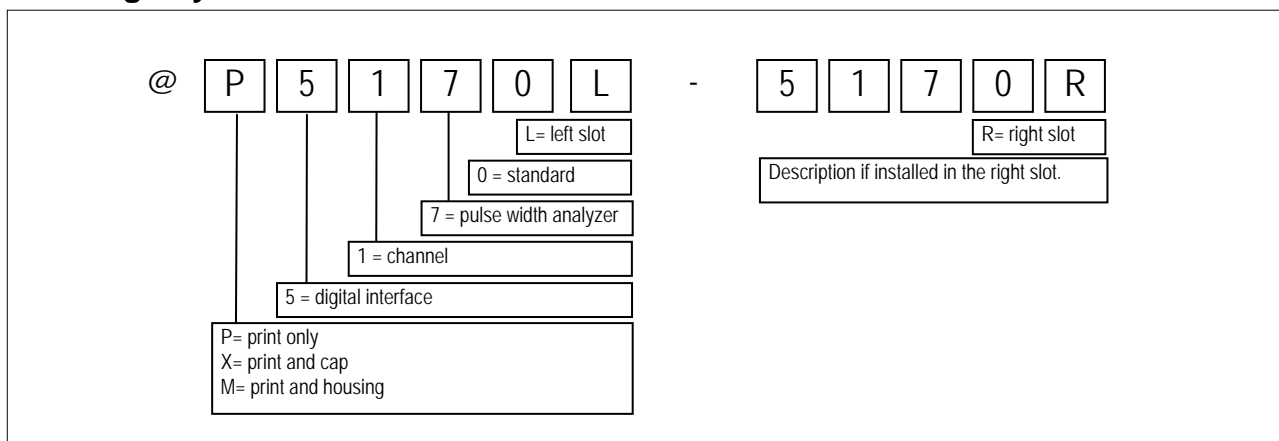 @ P 5 1 7 0 L - 5 1 7 0 R
L= left slot
R= right slot
0 = standard
Description if installed in the right slot.
7 = pulse width analyzer
1 = channel
5 = digital interface
P= print only
X= print and cap
M= print and housing